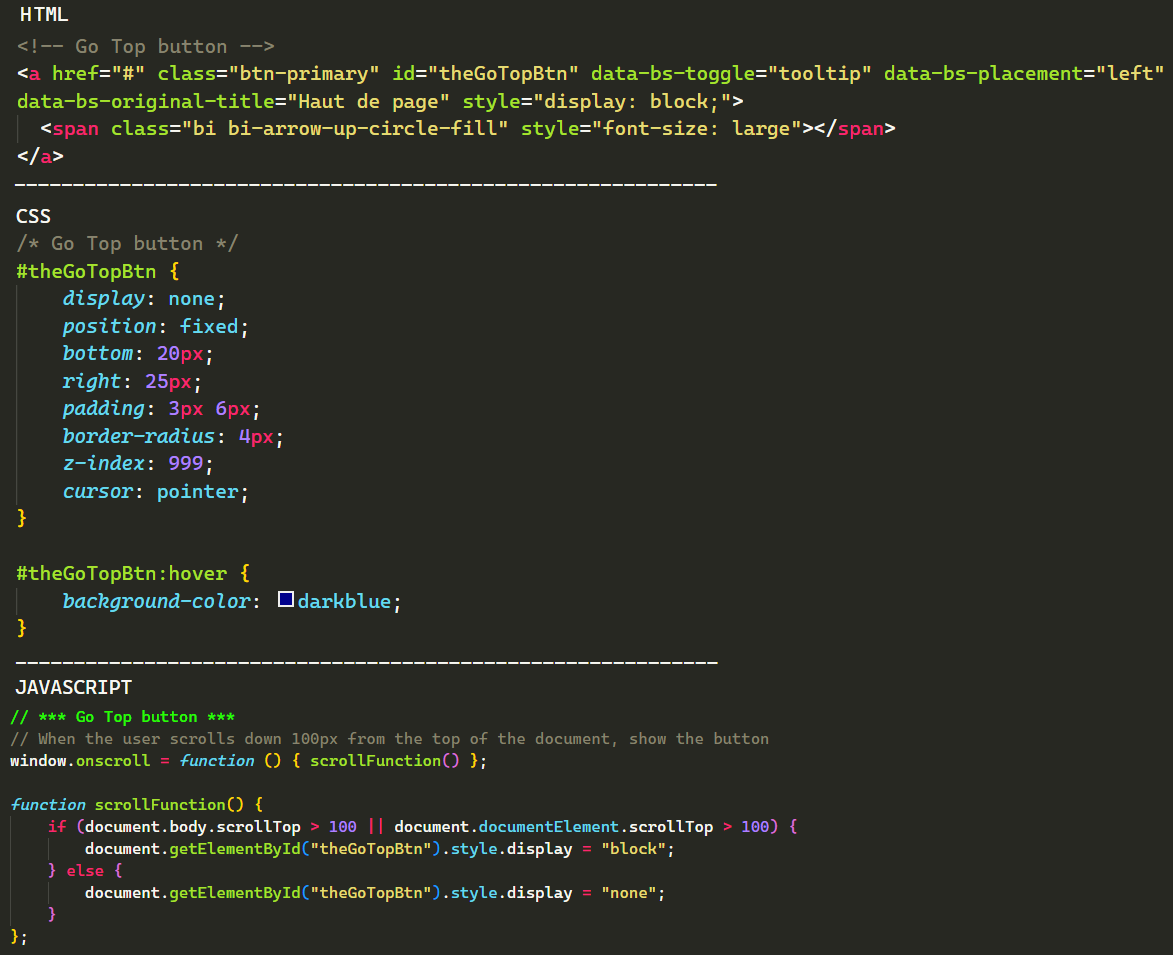 HTML
<!-- Go Top button -->
<a href="#" class="btn-primary" id="theGoTopBtn" data-bs-toggle="tooltip" data-bs-placement="left"
data-bs-original-title="Haut de page" style="display: block;">
  <span class="bi bi-arrow-up-circle-fill" style="font-size: large"></span>
</a>
------------------------------------------------------------
CSS
/* Go Top button */
#theGoTopBtn {
    display: none;
    position: fixed;
    bottom: 20px;
    right: 25px;
    padding: 3px 6px;
    border-radius: 4px;
    z-index: 999;
    cursor: pointer;
}

#theGoTopBtn:hover {
    background-color: darkblue;
}
------------------------------------------------------------
JAVASCRIPT
// *** Go Top button ***
// When the user scrolls down 100px from the top of the document, show the button
window.onscroll = function () { scrollFunction() };

function scrollFunction() {
    if (document.body.scrollTop > 100 || document.documentElement.scrollTop > 100) {
        document.getElementById("theGoTopBtn").style.display = "block";
    } else {
        document.getElementById("theGoTopBtn").style.display = "none";
    }
};